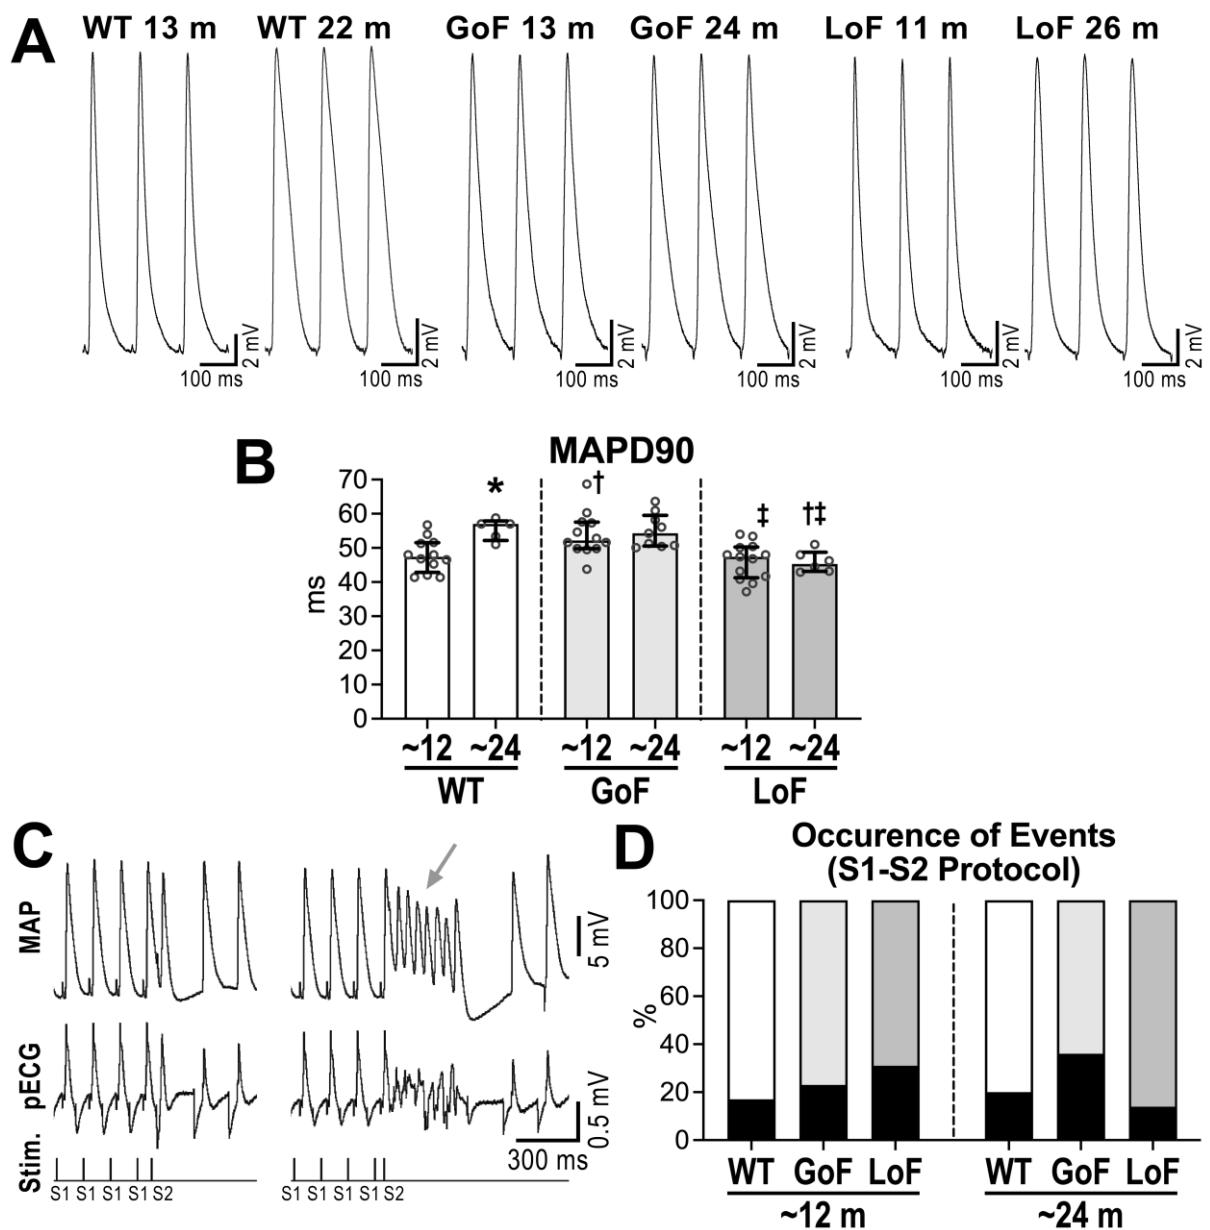 A
WT 13 m WT 22 m GoF 13 m GoF 24 m LoF 11 m LoF 26 m
2 mV 2 mV 2 mV 2 mV 2 mV 2 mV
100 ms 100 ms 100 ms 100 ms 100 ms 100 ms
B
MAPD90
ms
70
60
50
40
30
20
10
0
* † ‡ †‡
~12 ~24 ~12 ~24 ~12 ~24
WT GoF LoF
C
MAP
5 mV
pECG
0.5 mV
300 ms
Stim.
S1 S1 S1 S1 S2 S1 S1 S1 S1 S2
D
Occurence of Events
(S1-S2 Protocol)
%
100
80
60
40
20
0
WT GoF LoF WT GoF LoF
~12 m ~24 m